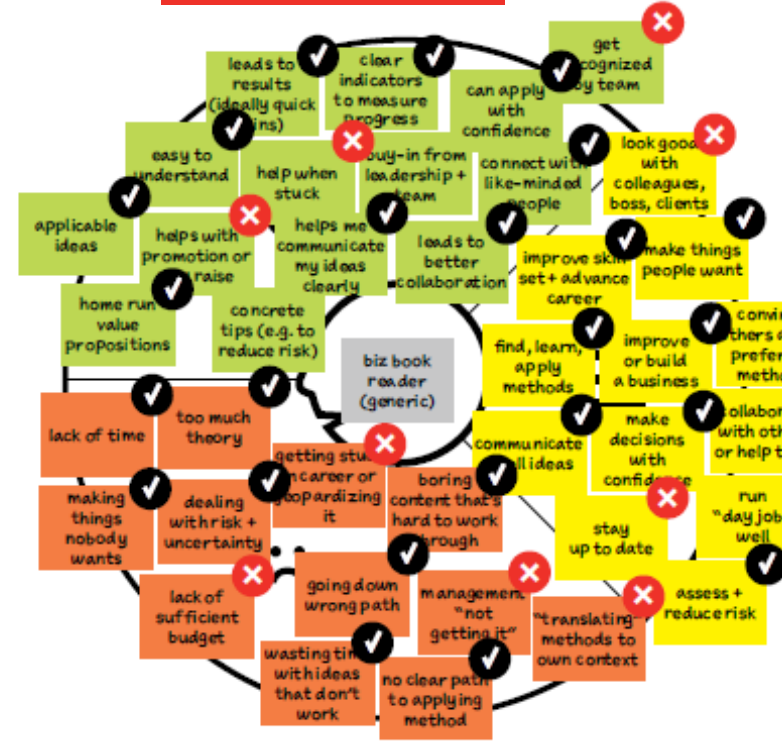 get
by team
leads to
results
(ideally quick
clear
indicators
to measure
progress
can apply
with
confidence
easy to
understand
help when
stuck
buy-in from
leadership +
team
connect with
like-minded
people
look good
with
colleagues,
boss, clients
applicable
ideas
helps with
promotion or
raise
helps me
communicate
my ideas
clearly
leads to
better
collaboration
improve skill
set + advance
career
make things
people want
home run
value
propositions
concrete
tips (e.g. to
reduce risk)
biz book
reader
(generic)
find, learn,
apply
methods
improve
or build
a business
lack of time
too much
theory
getting stuck
in career or
jeopardizing
it
boring
content that's
hard to work
through
communicate
ideas
make
decisions
with
confidence
with
or help
making
things
nobody
wants
dealing
with risk +
uncertainty
stay
up to date
run
"day job
well
lack of
sufficient
budget
going down
wrong path
management
"not
getting it"
"translating"
methods to
own context
assess +
reduce risk
wasting time
with ideas
that don't
work
no clear path
to applying
method